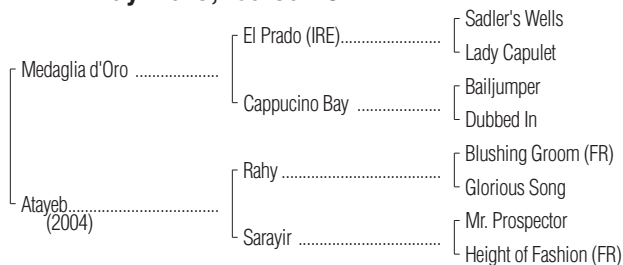 Sadler's Wells
El Prado (IRE)....................
Lady Capulet
Medaglia d'Oro ....................
Bailjumper
Cappucino Bay ....................
Dubbed In
Blushing Groom (FR)
Rahy ................................
Glorious Song
Atayeb....................................
(2004)
Mr. Prospector
Sarayir ............................
Height of Fashion (FR)